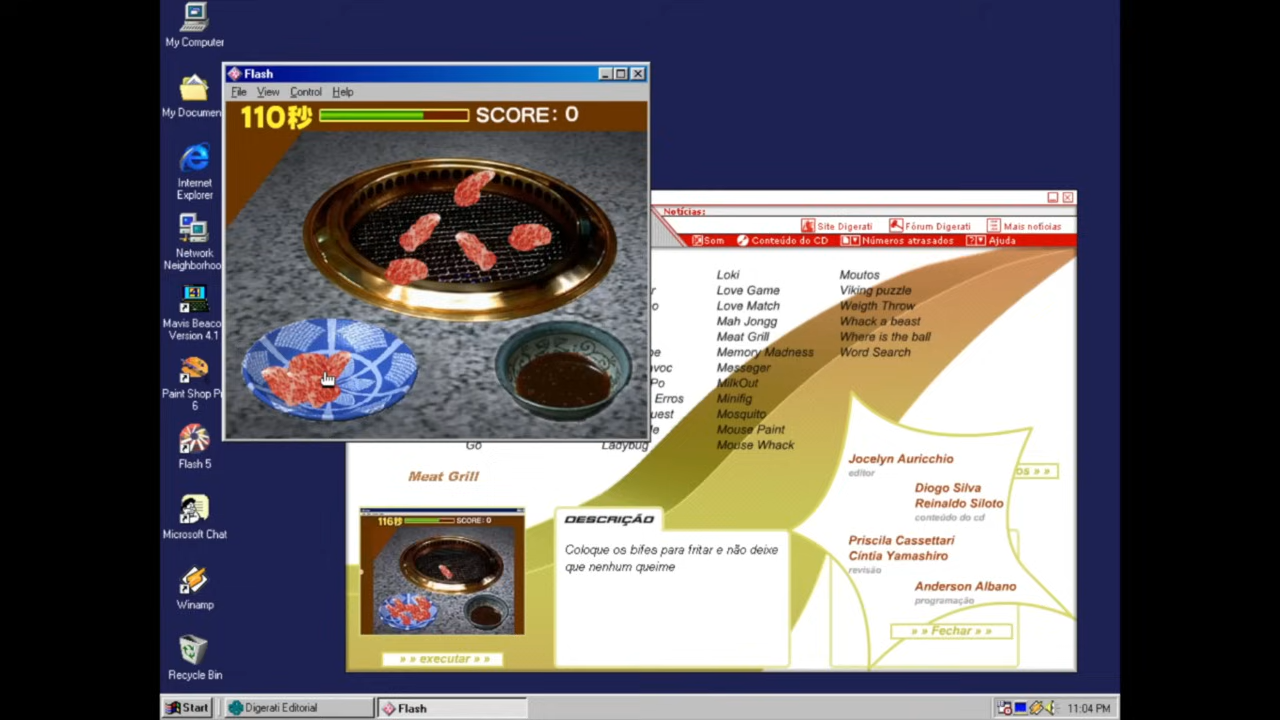 My Computer
My Documen
Internet
Explorer
Network
Neighborhoo
Mavis Beaco
Version 4.1
Paint Shop P
6
Flash 5
Microsoft Chat
Winamp
Recycle Bin
Flash
File View Control Help
110秒 SCORE: 0
Notícias:
Site Digerati Fórum Digerati Mais notícias
Som Conteúdo do CD Números atrasados Ajuda
Loki
Love Game
Love Match
Mah Jongg
Meat Grill
Memory Madness
Messeger
MilkOut
Minifig
Mosquito
Mouse Paint
Mouse Whack
Moutos
Viking puzzle
Weigth Throw
Whack a beast
Where is the ball
Word Search
r
o
pe
avoc
Po
Erros
uest
Go Ladybug
Meat Grill
116秒 SCORE: 0
» » executar » »
DESCRIÇÃO
Coloque os bifes para fritar e não deixe
que nenhum queime
Jocelyn Auricchio
editor
Diogo Silva
Reinaldo Siloto
conteúdo do cd
Priscila Cassettari
Cíntia Yamashiro
revisão
Anderson Albano
programação
» » Fechar » »
os » »
Start Digerati Editorial Flash 11:04 PM